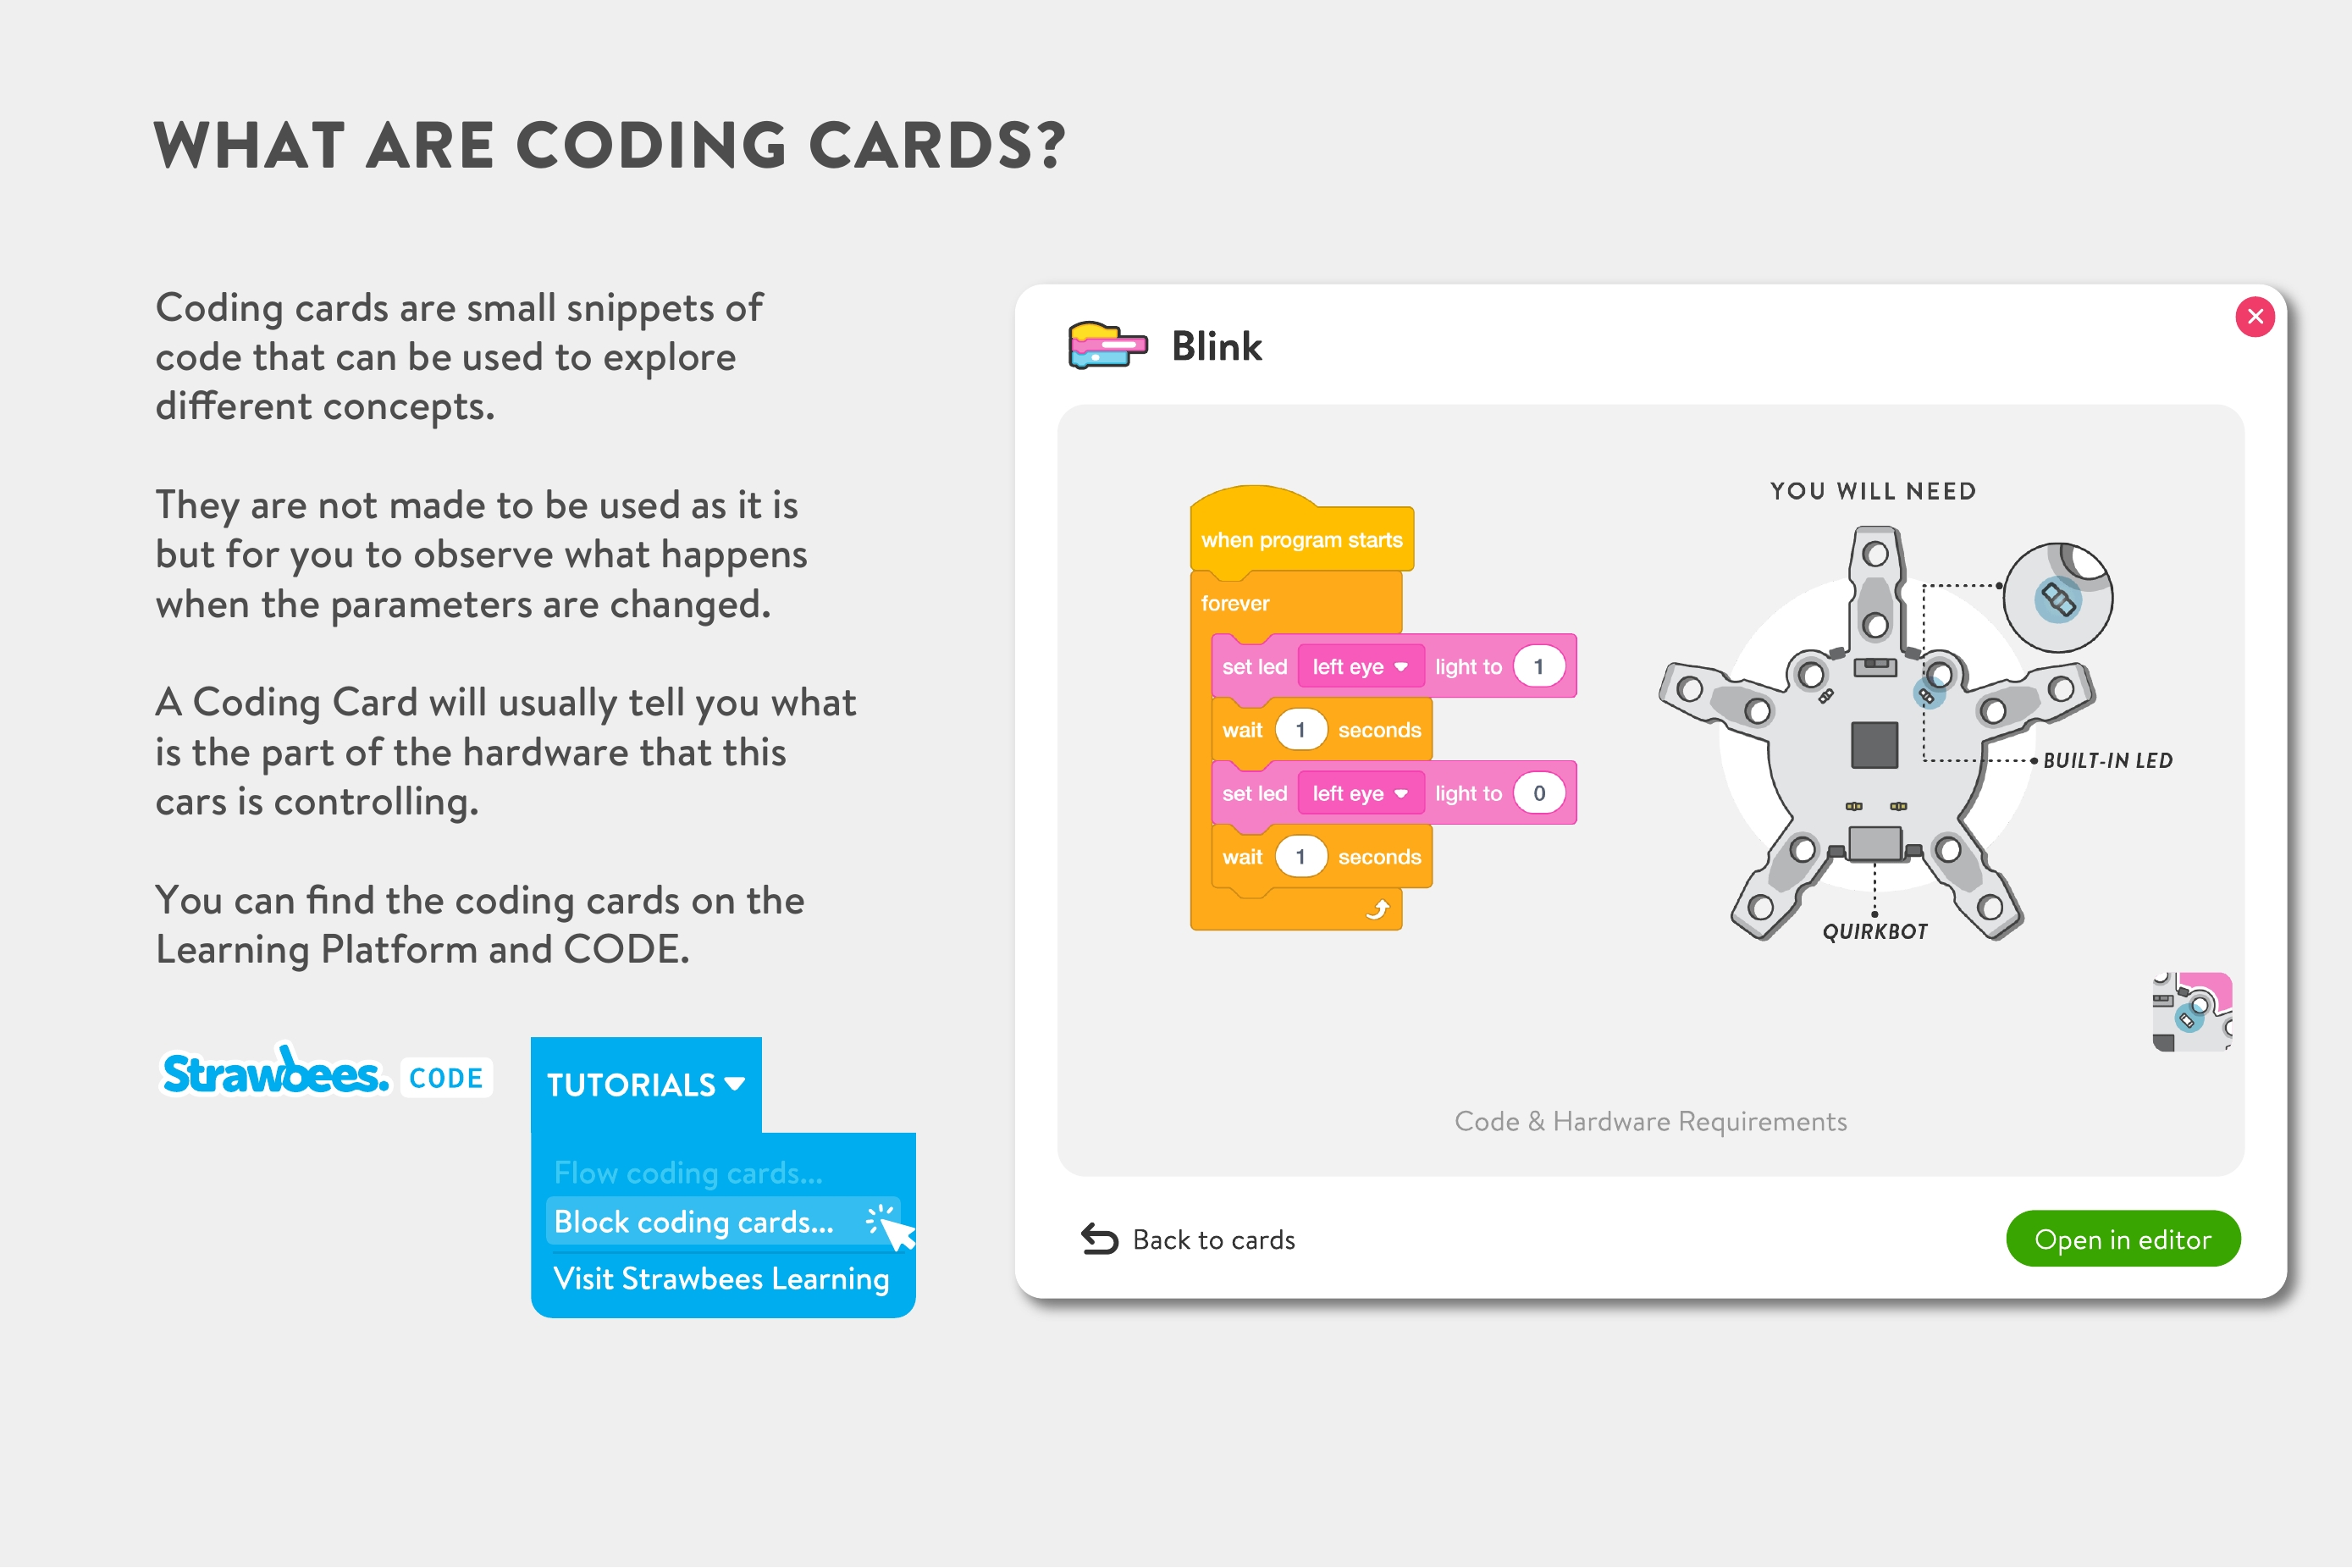 WHAT ARE CODING CARDS?
Coding cards are small snippets of
code that can be used to explore
different concepts.
They are not made to be used as it is
but for you to observe what happens
when the parameters are changed.
A Coding Card will usually tell you what
is the part of the hardware that this
cars is controlling.
You can find the coding cards on the
Learning Platform and CODE.
Strawbees. CODE
TUTORIALS
Flow coding cards...
Block coding cards...
Visit Strawbees Learning
Blink
when program starts
forever
set led left eye light to 1
wait 1 seconds
set led left eye light to 0
wait 1 seconds
YOU WILL NEED
BUILT-IN LED
QUIRKBOT
Code & Hardware Requirements
Back to cards
Open in editor